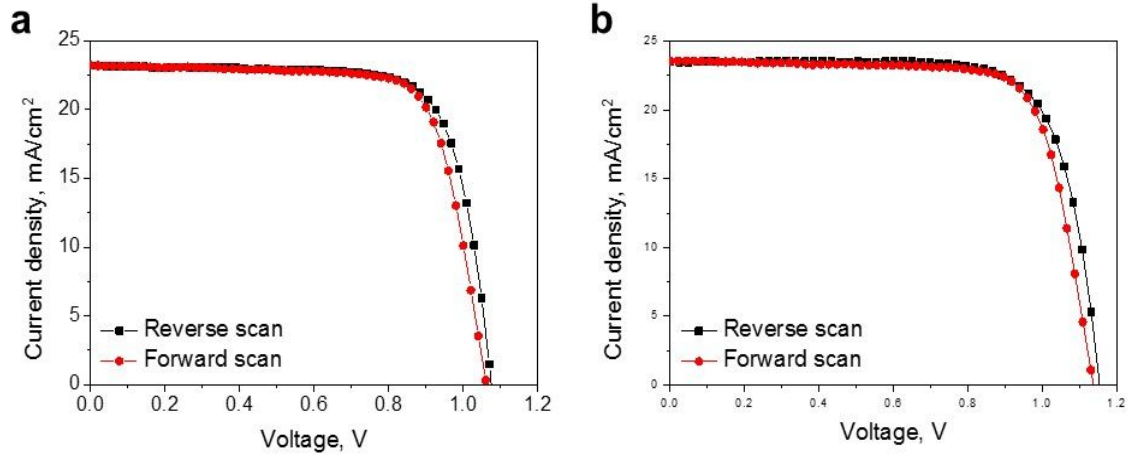 a
25
20
15
10
5
0
Current density, mA/cm²
Reverse scan
Forward scan
0.0 0.2 0.4 0.6 0.8 1.0 1.2
Voltage, V
b
25
20
15
10
5
0
Current density, mA/cm²
Reverse scan
Forward scan
0.0 0.2 0.4 0.6 0.8 1.0 1.2
Voltage, V